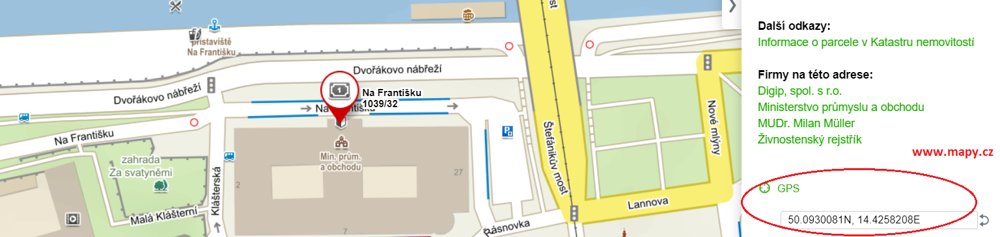 přístaviště
Na Františku
Dvořákovo nábřeží
Dvořákovo nábřeží
1
Na Františku
1039/32
Na Františku
Na Františku
zahrada
Za svatyněmi
Malá Klášterní
Klášterská
Min. prům.
a obchodu
2
27
7
P
Štefánikův most
st
Nové mlýny
Lannova
Řásnovka
Další odkazy:
Informace o parcele v Katastru nemovitostí
Firmy na této adrese:
Digip, spol. s r.o.
Ministerstvo průmyslu a obchodu
MUDr. Milan Müller
Živnostenský rejstřík
www.mapy.cz
GPS
50.0930081N, 14.4258208E